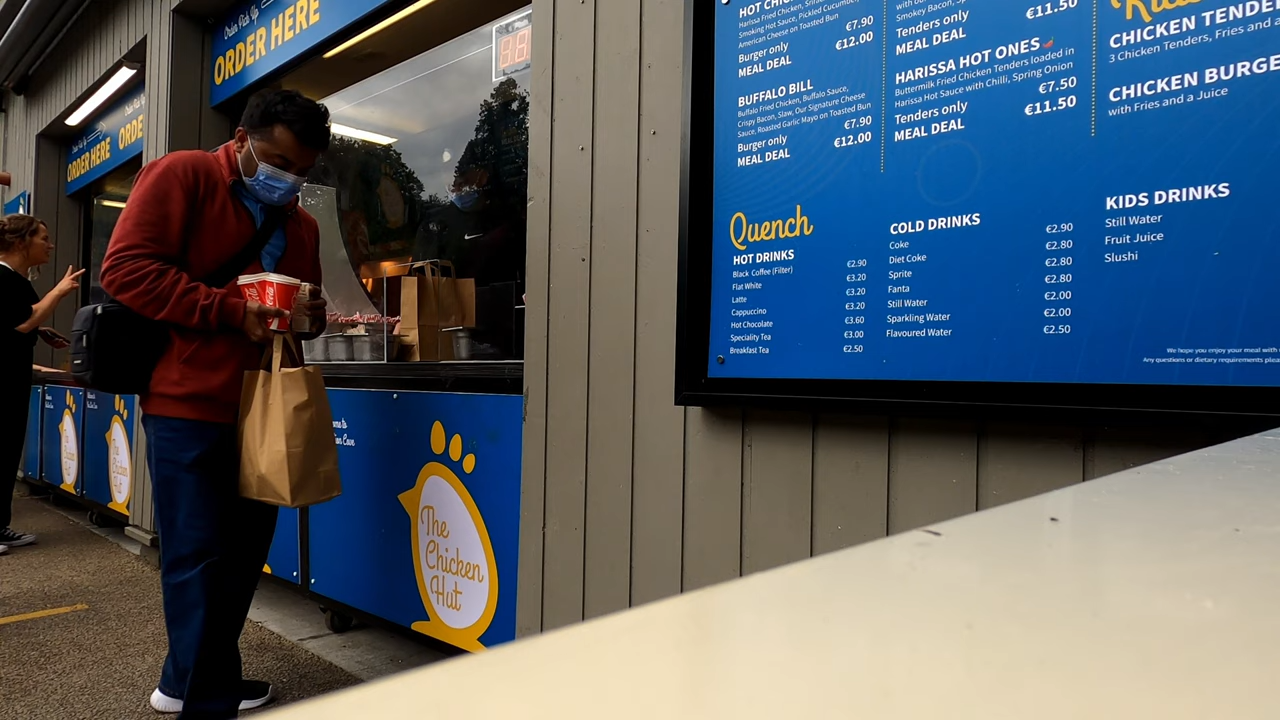 Order Pick Up
ORDER HERE
ORDER HERE
ORDE
88
The
Chicken
Hut
HOT
Harissa Fried Chicken,
Smoking Hot Sauce, Pickled Cucumber,
American Cheese on Toasted Bun
€7.90
Burger only
€12.00
MEAL DEAL
BUFFALO BILL
Buffalo Fried Chicken, Buffalo Sauce,
Crispy Bacon, Slaw, Our Signature Cheese
Sauce, Roasted Garlic Mayo on Toasted Bun
€7.90
Burger only
€12.00
MEAL DEAL
Smokey Bacon,
Tenders only
€11.50
MEAL DEAL
HARISSA HOT ONES
Buttermilk Fried Chicken Tenders loaded in
Harissa Hot Sauce with Chilli, Spring Onion
€7.50
Tenders only
€11.50
MEAL DEAL
CHICKEN TENDER
3 Chicken Tenders, Fries and a
CHICKEN BURGE
with Fries and a Juice
Quench
HOT DRINKS
Black Coffee (Filter) €2.90
Flat White €3.20
Latte €3.20
Cappuccino €3.20
Hot Chocolate €3.60
Speciality Tea €3.00
Breakfast Tea €2.50
COLD DRINKS
Coke €2.90
Diet Coke €2.80
Sprite €2.80
Fanta €2.80
Still Water €2.00
Sparkling Water €2.00
Flavoured Water €2.50
KIDS DRINKS
Still Water
Fruit Juice
Slushi
We hope you enjoy your meal with
Any questions or dietary requirements plea